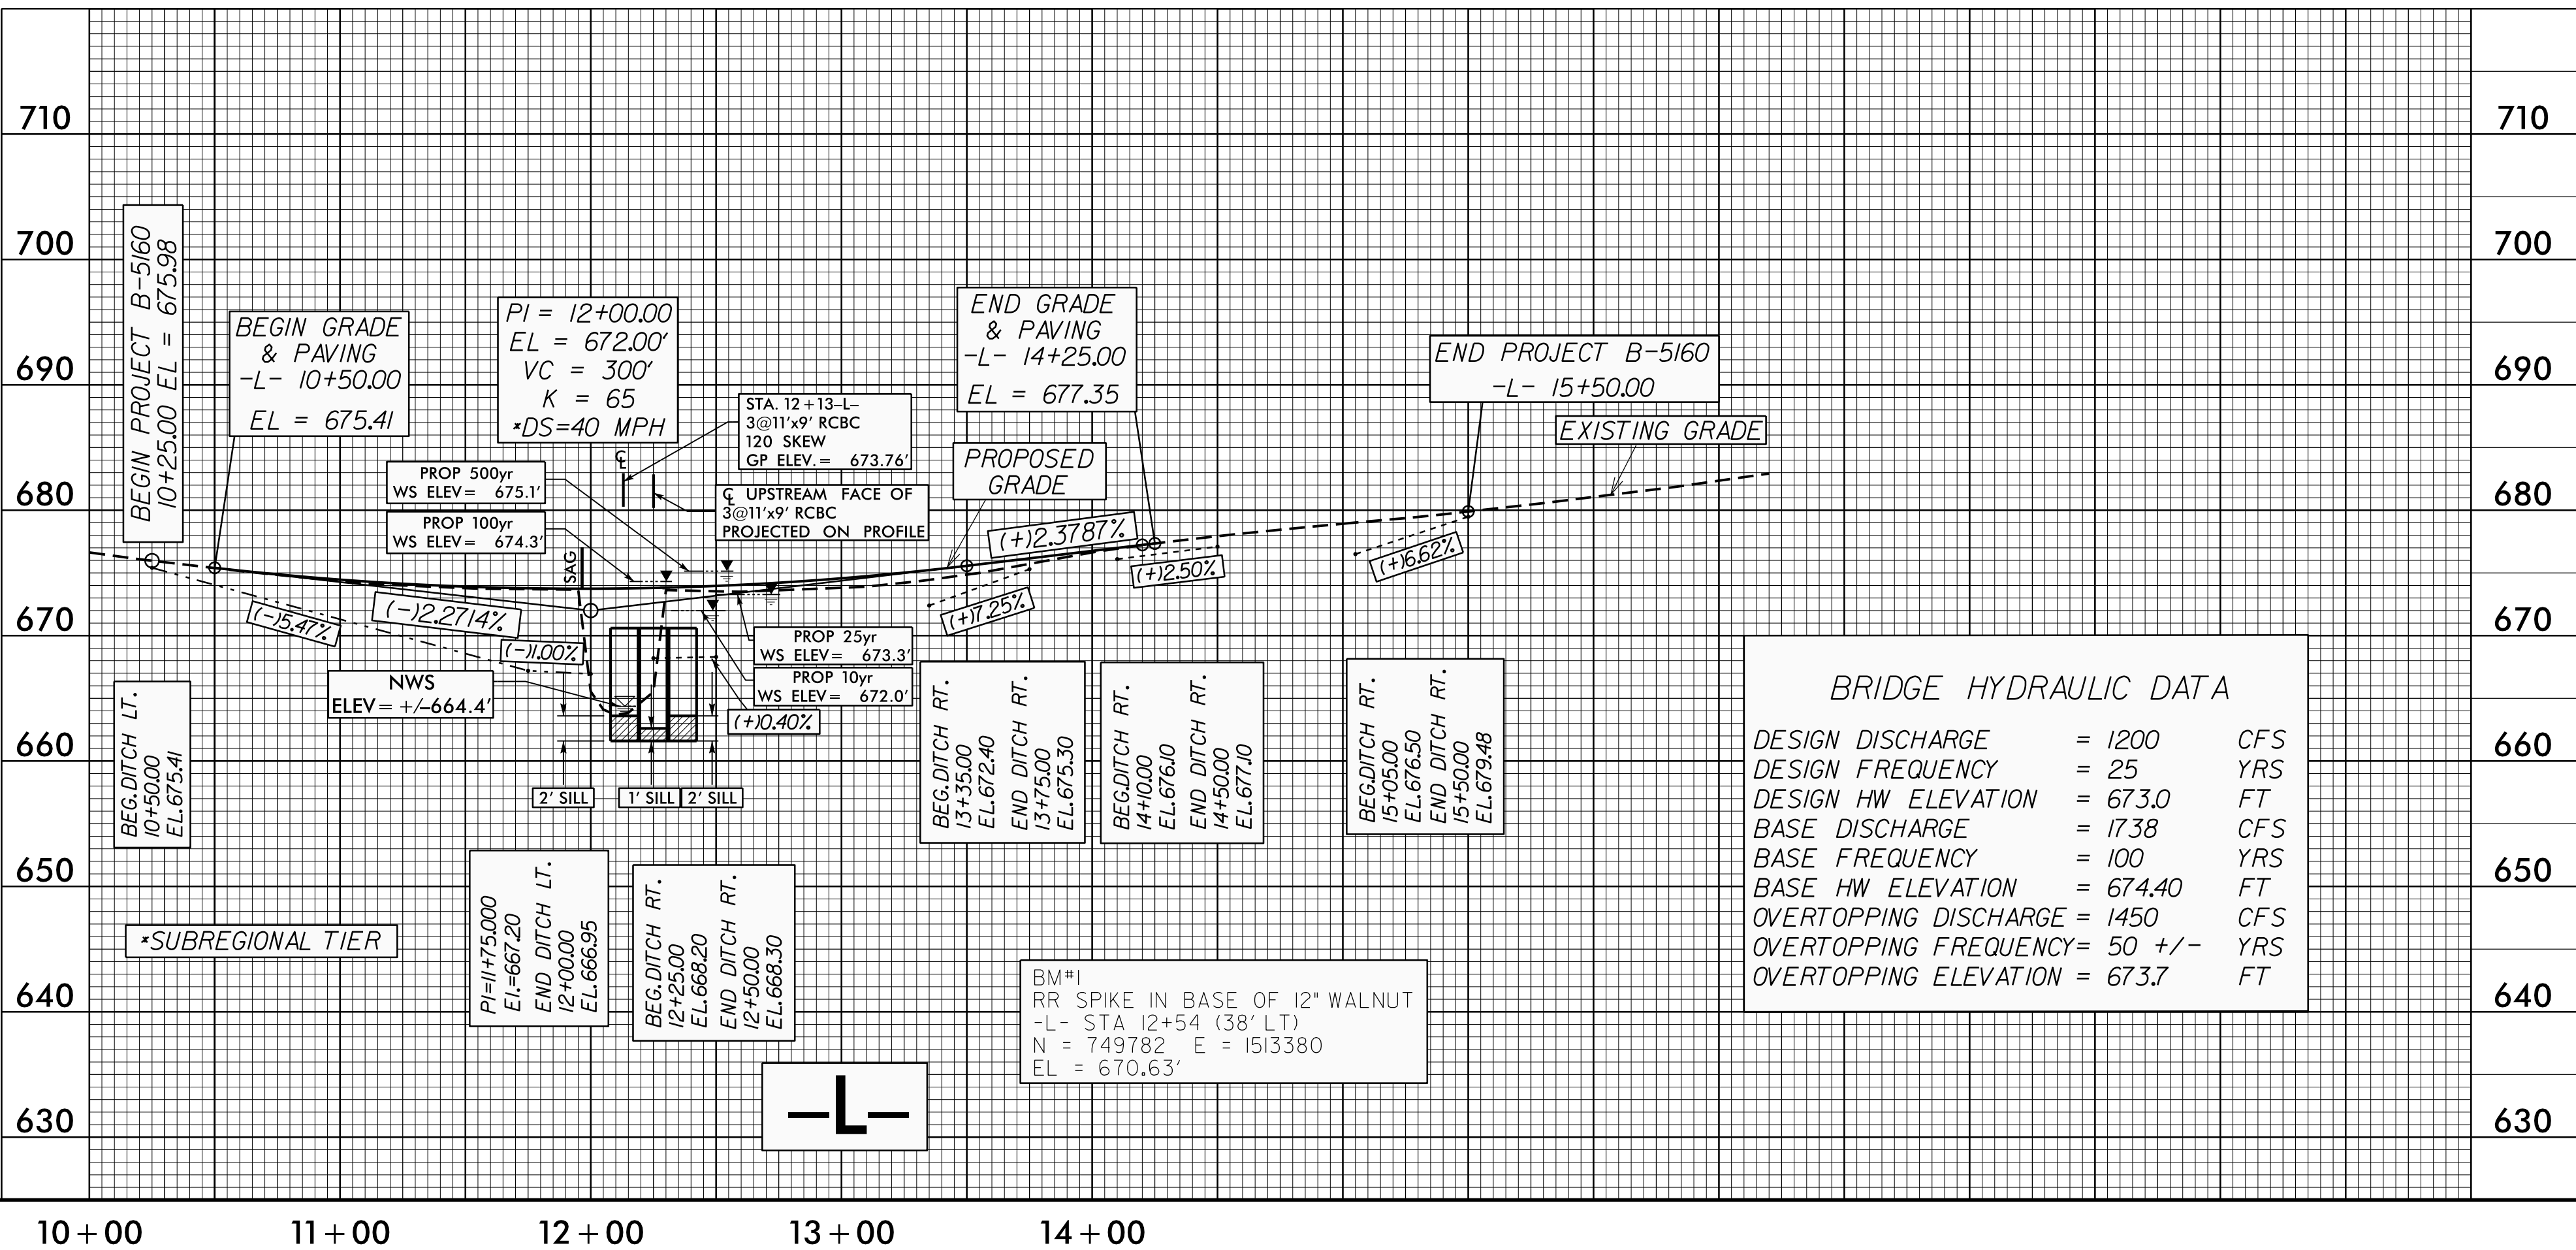 710
700
690
680
670
660
650
640
630
710
700
690
680
670
660
650
640
630
BEGIN PROJECT B-5160
10+25.00 EL = 675.98
BEGIN GRADE
& PAVING
-L- 10+50.00
EL = 675.41
PI = 12+00.00
EL = 672.00'
VC = 300'
K = 65
*DS=40 MPH
STA. 12+13-L-
3@11'x9' RCBC
120 SKEW
GP ELEV.= 673.76'
END GRADE
& PAVING
-L- 14+25.00
EL = 677.35
END PROJECT B-5160
-L- 15+50.00
EXISTING GRADE
PROPOSED
GRADE
PROP 500yr
WS ELEV= 675.1'
PROP 100yr
WS ELEV= 674.3'
℄
℄ UPSTREAM FACE OF
3@11'x9' RCBC
PROJECTED ON PROFILE
SAG
(+)2.3787%
(+)2.50%
(+)6.62%
(+)7.25%
(-)5.47%
(-)2.2714%
(-)1.00%
PROP 25yr
WS ELEV= 673.3'
PROP 10yr
WS ELEV= 672.0'
(+)0.40%
NWS
ELEV= +/-664.4'
2' SILL
1' SILL
2' SILL
BEG.DITCH LT.
10+50.00
EL.675.41
PI=11+75.000
El.=667.20
END DITCH LT.
12+00.00
EL.666.95
BEG.DITCH RT.
12+25.00
EL.668.20
END DITCH RT.
12+50.00
EL.668.30
BEG.DITCH RT.
13+35.00
EL.672.40
END DITCH RT.
13+75.00
EL.675.30
BEG.DITCH RT.
14+10.00
EL.676.10
END DITCH RT.
14+50.00
EL.677.10
BEG.DITCH RT.
15+05.00
EL.676.50
END DITCH RT.
15+50.00
EL.679.48
BRIDGE HYDRAULIC DATA
DESIGN DISCHARGE = 1200 CFS
DESIGN FREQUENCY = 25 YRS
DESIGN HW ELEVATION = 673.0 FT
BASE DISCHARGE = 1738 CFS
BASE FREQUENCY = 100 YRS
BASE HW ELEVATION = 674.40 FT
OVERTOPPING DISCHARGE = 1450 CFS
OVERTOPPING FREQUENCY= 50 +/- YRS
OVERTOPPING ELEVATION = 673.7 FT
*SUBREGIONAL TIER
BM#1
RR SPIKE IN BASE OF 12" WALNUT
-L- STA 12+54 (38' LT)
N = 749782 E = 1513380
EL = 670.63'
-L-
10+00
11+00
12+00
13+00
14+00